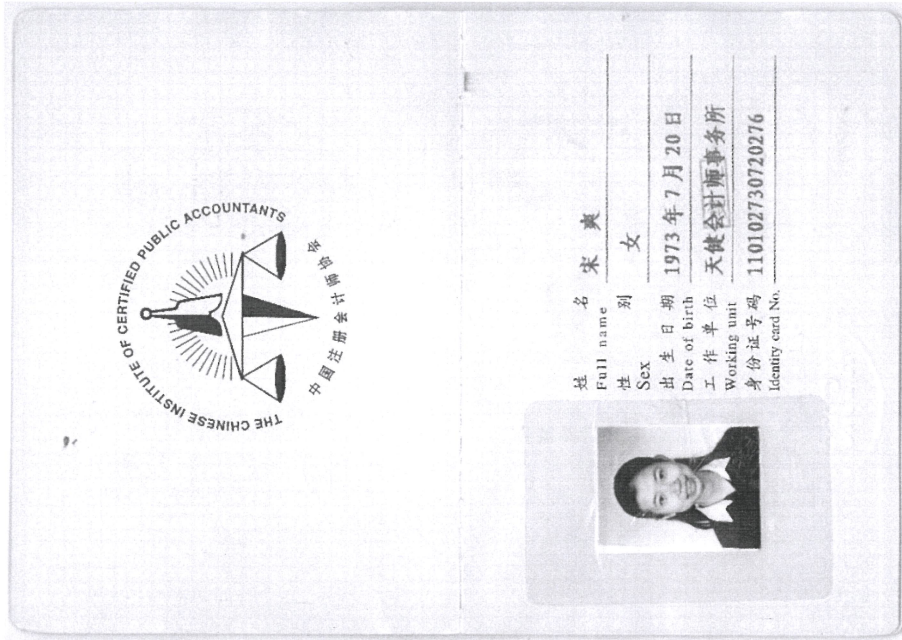 THE CHINESE INSTITUTE OF CERTIFIED PUBLIC ACCOUNTANTS
中国注册会计师协会
姓 名 宋 爽
Full name
性 别 女
Sex
出 生 日 期 1973 年 7 月 20 日
Date of birth
工 作 单 位 天健会计师事务所
Working unit
身 份 证 号 码 110102730720276
Identity card No.